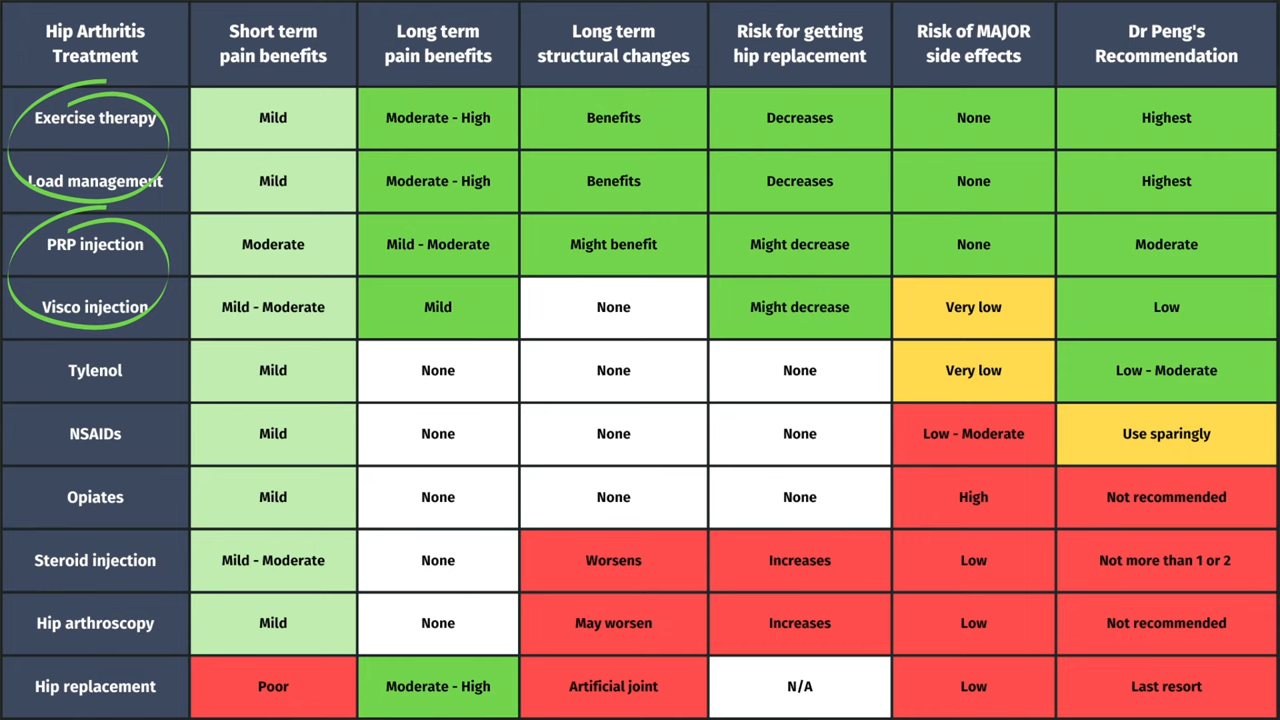 Hip Arthritis
Treatment
Short term
pain benefits
Long term
pain benefits
Long term
structural changes
Risk for getting
hip replacement
Risk of MAJOR
side effects
Dr Peng's
Recommendation
Exercise therapy
Mild
Moderate - High
Benefits
Decreases
None
Highest
Load management
Mild
Moderate - High
Benefits
Decreases
None
Highest
PRP injection
Moderate
Mild - Moderate
Might benefit
Might decrease
None
Moderate
Visco injection
Mild - Moderate
Mild
None
Might decrease
Very low
Low
Tylenol
Mild
None
None
None
Very low
Low - Moderate
NSAIDs
Mild
None
None
None
Low - Moderate
Use sparingly
Opiates
Mild
None
None
None
High
Not recommended
Steroid injection
Mild - Moderate
None
Worsens
Increases
Low
Not more than 1 or 2
Hip arthroscopy
Mild
None
May worsen
Increases
Low
Not recommended
Hip replacement
Poor
Moderate - High
Artificial joint
N/A
Low
Last resort